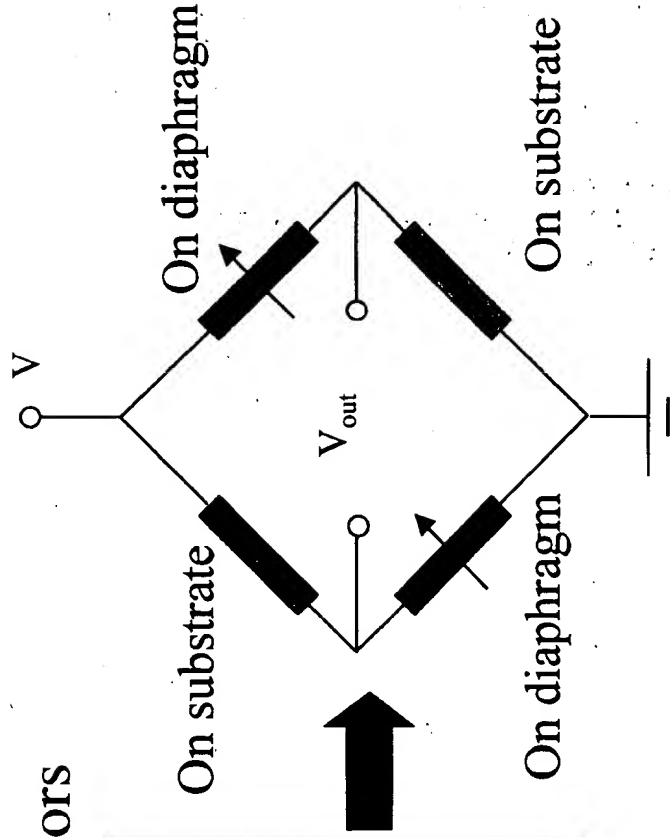 ors
V
On substrate
On diaphragm
Vout
On diaphragm
On substrate